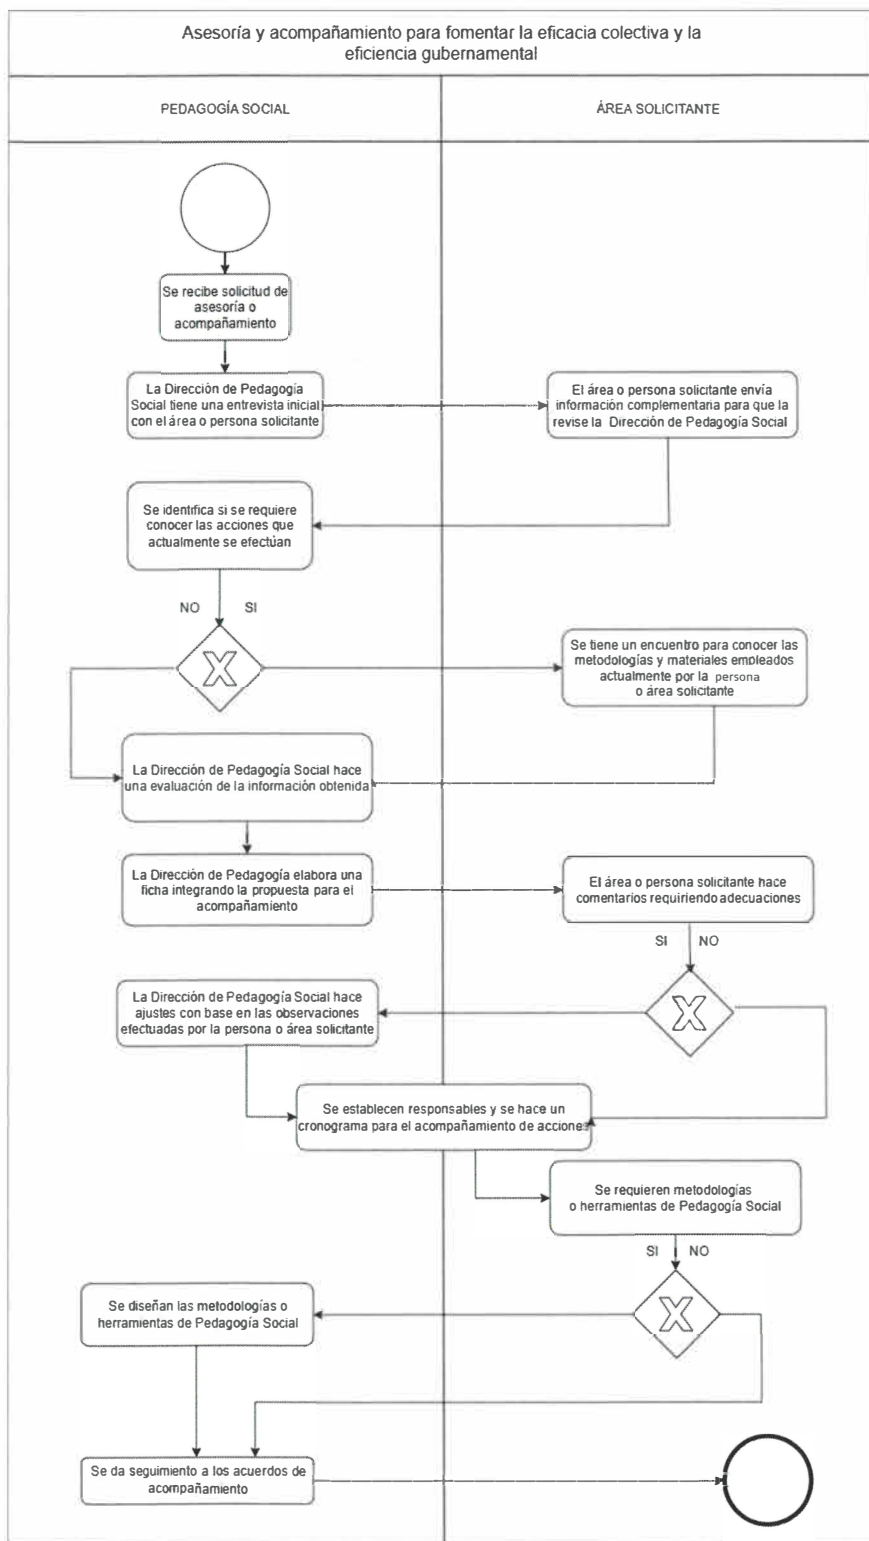 Asesoría y acompañamiento para fomentar la eficacia colectiva y la
eficiencia gubernamental
PEDAGOGÍA SOCIAL
ÁREA SOLICITANTE
Se recibe solicitud de
asesoría o
acompañamiento
La Dirección de Pedagogía
Social tiene una entrevista inicial
con el área o persona solicitante
El área o persona solicitante envía
información complementaria para que la
revise la Dirección de Pedagogía Social
Se identifica si se requiere
conocer las acciones que
actualmente se efectúan
NO
SI
X
Se tiene un encuentro para conocer las
metodologías y materiales empleados
actualmente por la persona
o área solicitante
La Dirección de Pedagogía Social hace
una evaluación de la información obtenida
La Dirección de Pedagogía elabora una
ficha integrando la propuesta para el
acompañamiento
El área o persona solicitante hace
comentarios requiriendo adecuaciones
SI
NO
X
La Dirección de Pedagogía Social hace
ajustes con base en las observaciones
efectuadas por la persona o área solicitante
Se establecen responsables y se hace un
cronograma para el acompañamiento de acciones
Se requieren metodologías
o herramientas de Pedagogía Social
SI
NO
X
Se diseñan las metodologías o
herramientas de Pedagogía Social
Se da seguimiento a los acuerdos de
acompañamiento